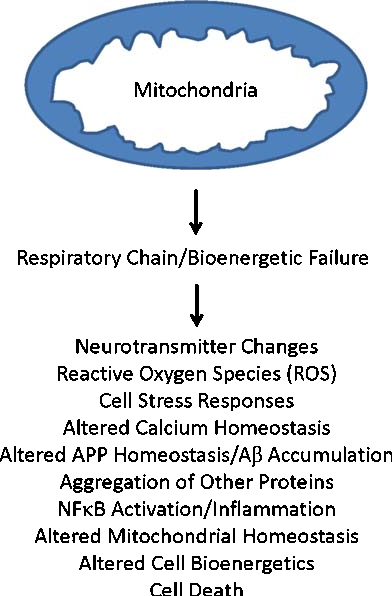 Mitochondria
Respiratory Chain/Bioenergetic Failure
Neurotransmitter Changes
Reactive Oxygen Species (ROS)
Cell Stress Responses
Altered Calcium Homeostasis
Altered APP Homeostasis/Aβ Accumulation
Aggregation of Other Proteins
NFκB Activation/Inflammation
Altered Mitochondrial Homeostasis
Altered Cell Bioenergetics
Cell Death